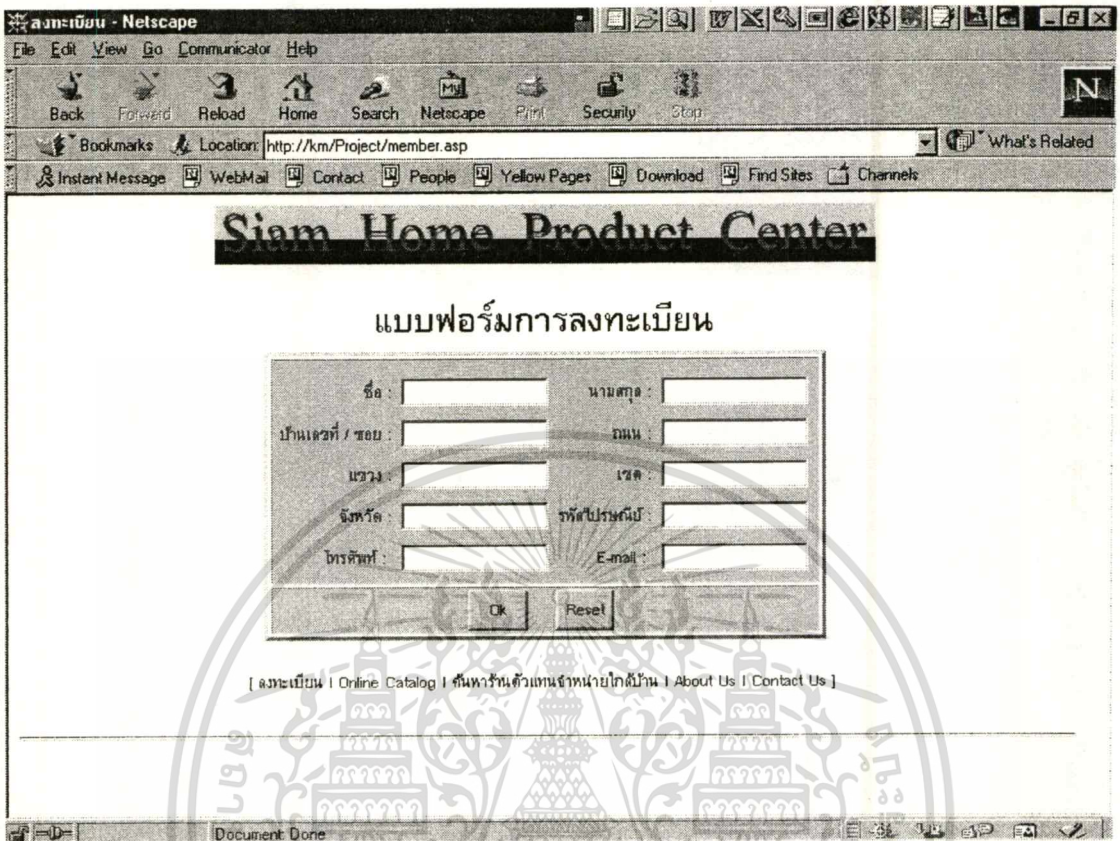 ลงทะเบียน - Netscape
File Edit View Go Communicator Help
Back Forward Reload Home Search Netscape Print Security Stop
Bookmarks Location: http://km/Project/member.asp What's Related
Instant Message WebMail Contact People Yellow Pages Download Find Sites Channels
Siam Home Product Center
แบบฟอร์มการลงทะเบียน
ชื่อ : นามสกุล :
บ้านเลขที่ / ซอย : ถนน :
แขวง : เขต :
จังหวัด : รหัสไปรษณีย์ :
โทรศัพท์ : E-mail :
Ok Reset
[ ลงทะเบียน | Online Catalog | ค้นหาร้านตัวแทนจำหน่ายใกล้บ้าน | About Us | Contact Us ]
Document: Done